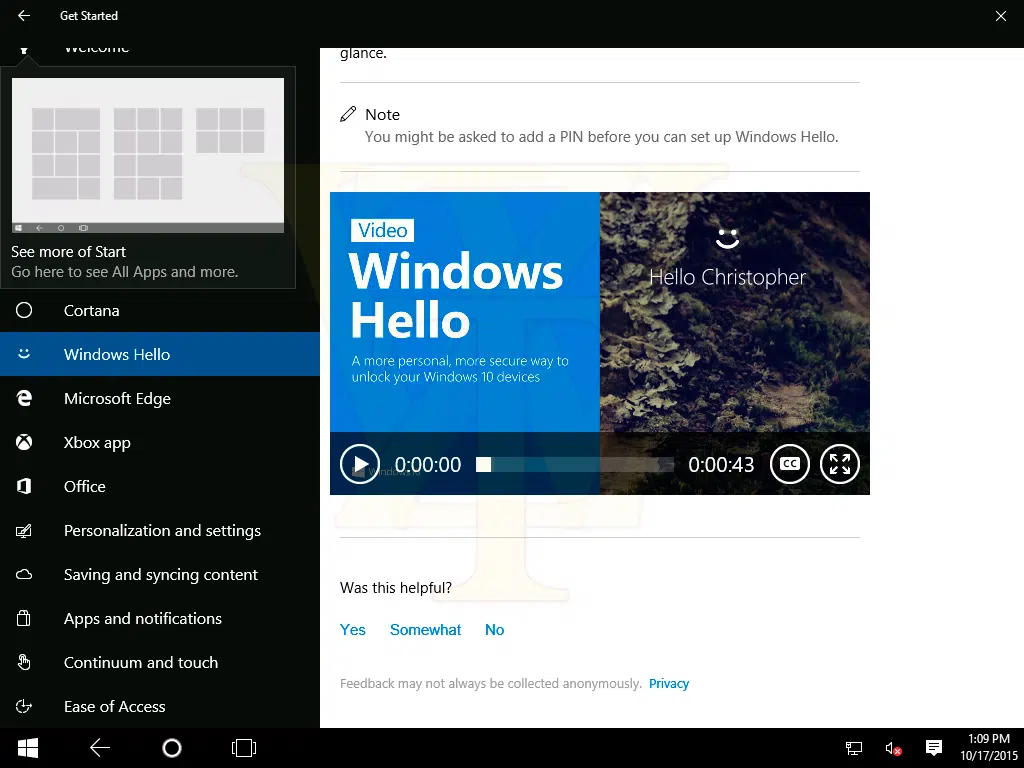 Get Started
Welcome
See more of Start
Go here to see All Apps and more.
Cortana
Windows Hello
Microsoft Edge
Xbox app
Office
Personalization and settings
Saving and syncing content
Apps and notifications
Continuum and touch
Ease of Access
glance.
Note
You might be asked to add a PIN before you can set up Windows Hello.
Video
Windows
Hello
A more personal, more secure way to
unlock your Windows 10 devices
Hello Christopher
0:00:00
0:00:43
CC
Was this helpful?
Yes Somewhat No
Feedback may not always be collected anonymously. Privacy
1:09 PM
10/17/2015